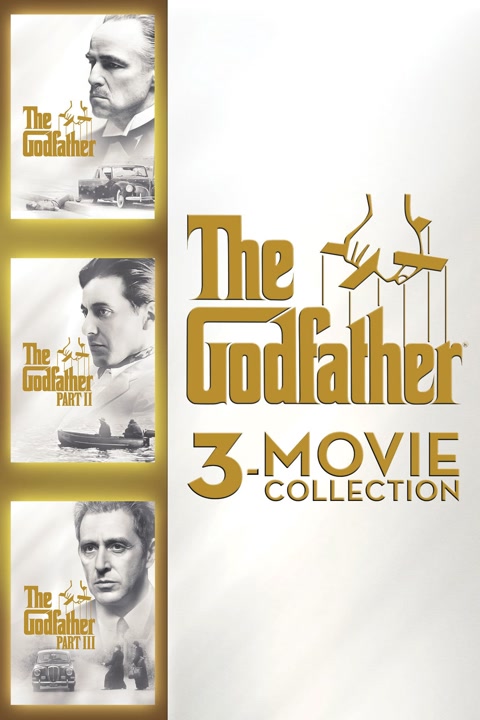 The
Godfather
The
Godfather
PART II
The
Godfather
PART III
The
Godfather
3-MOVIE
COLLECTION